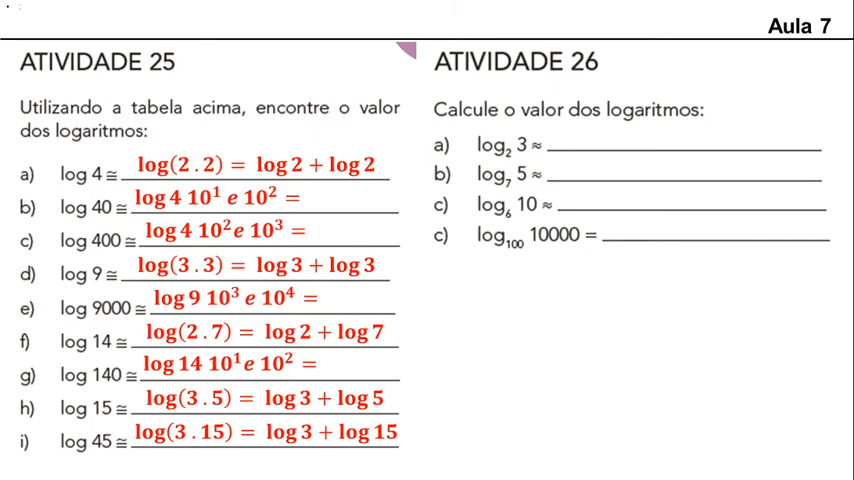 Aula 7
ATIVIDADE 25
Utilizando a tabela acima, encontre o valor
dos logaritmos:
a) log 4 ≅ log(2 . 2) = log 2 + log 2
b) log 40 ≅ log 4 10¹ e 10² =
c) log 400 ≅ log 4 10² e 10³ =
d) log 9 ≅ log(3 . 3) = log 3 + log 3
e) log 9000 ≅ log 9 10³ e 10⁴ =
f) log 14 ≅ log(2 . 7) = log 2 + log 7
g) log 140 ≅ log 14 10¹ e 10² =
h) log 15 ≅ log(3 . 5) = log 3 + log 5
i) log 45 ≅ log(3 . 15) = log 3 + log 15
ATIVIDADE 26
Calcule o valor dos logaritmos:
a) log₂ 3 ≈
b) log₇ 5 ≈
c) log₆ 10 ≈
c) log₁₀₀ 10000 =